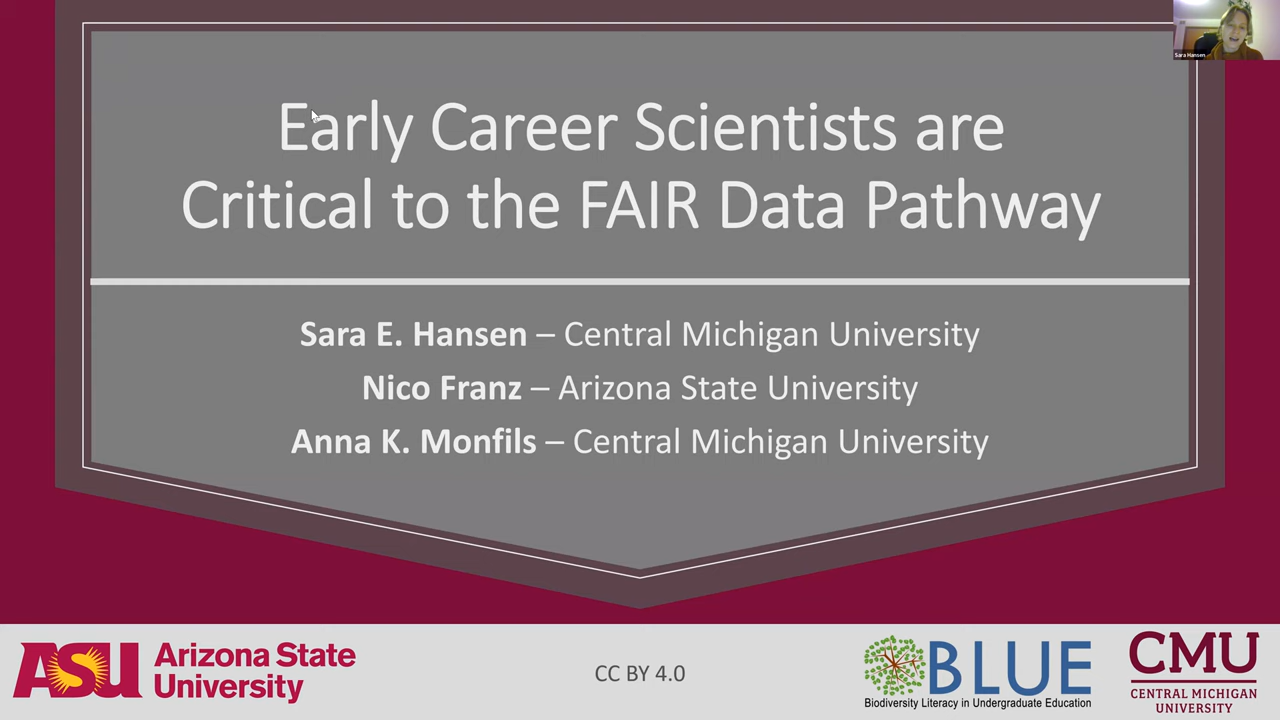 Sara Hansen
Early Career Scientists are
Critical to the FAIR Data Pathway
Sara E. Hansen – Central Michigan University
Nico Franz – Arizona State University
Anna K. Monfils – Central Michigan University
ASU
Arizona State
University
CC BY 4.0
BLUE
Biodiversity Literacy in Undergraduate Education
CMU
CENTRAL MICHIGAN
UNIVERSITY